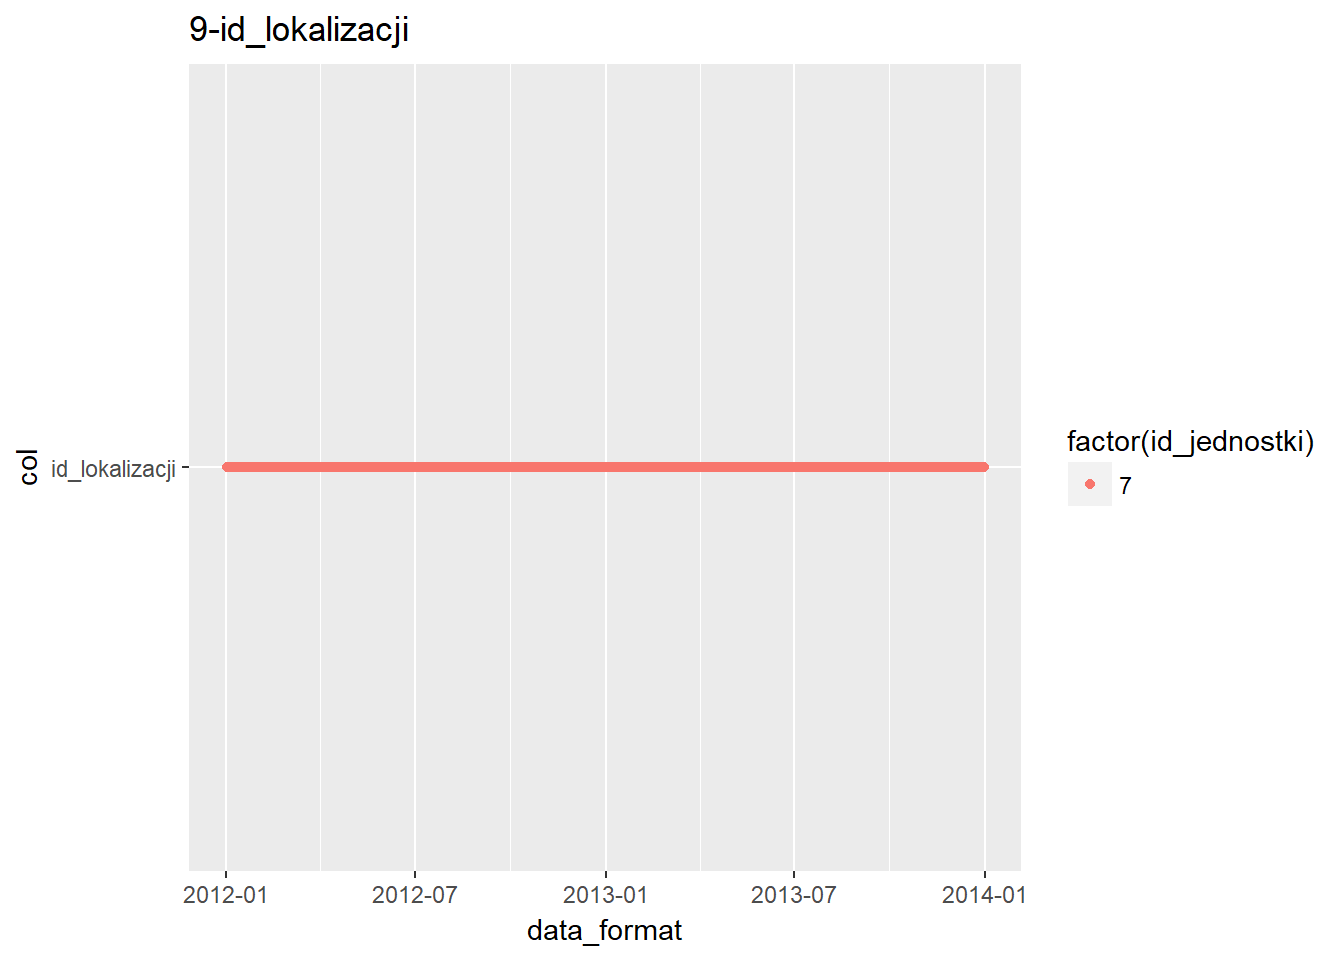 9-id_lokalizacji
col
id_lokalizacji
factor(id_jednostki)
7
2012-01 2012-07 2013-01 2013-07 2014-01
data_format